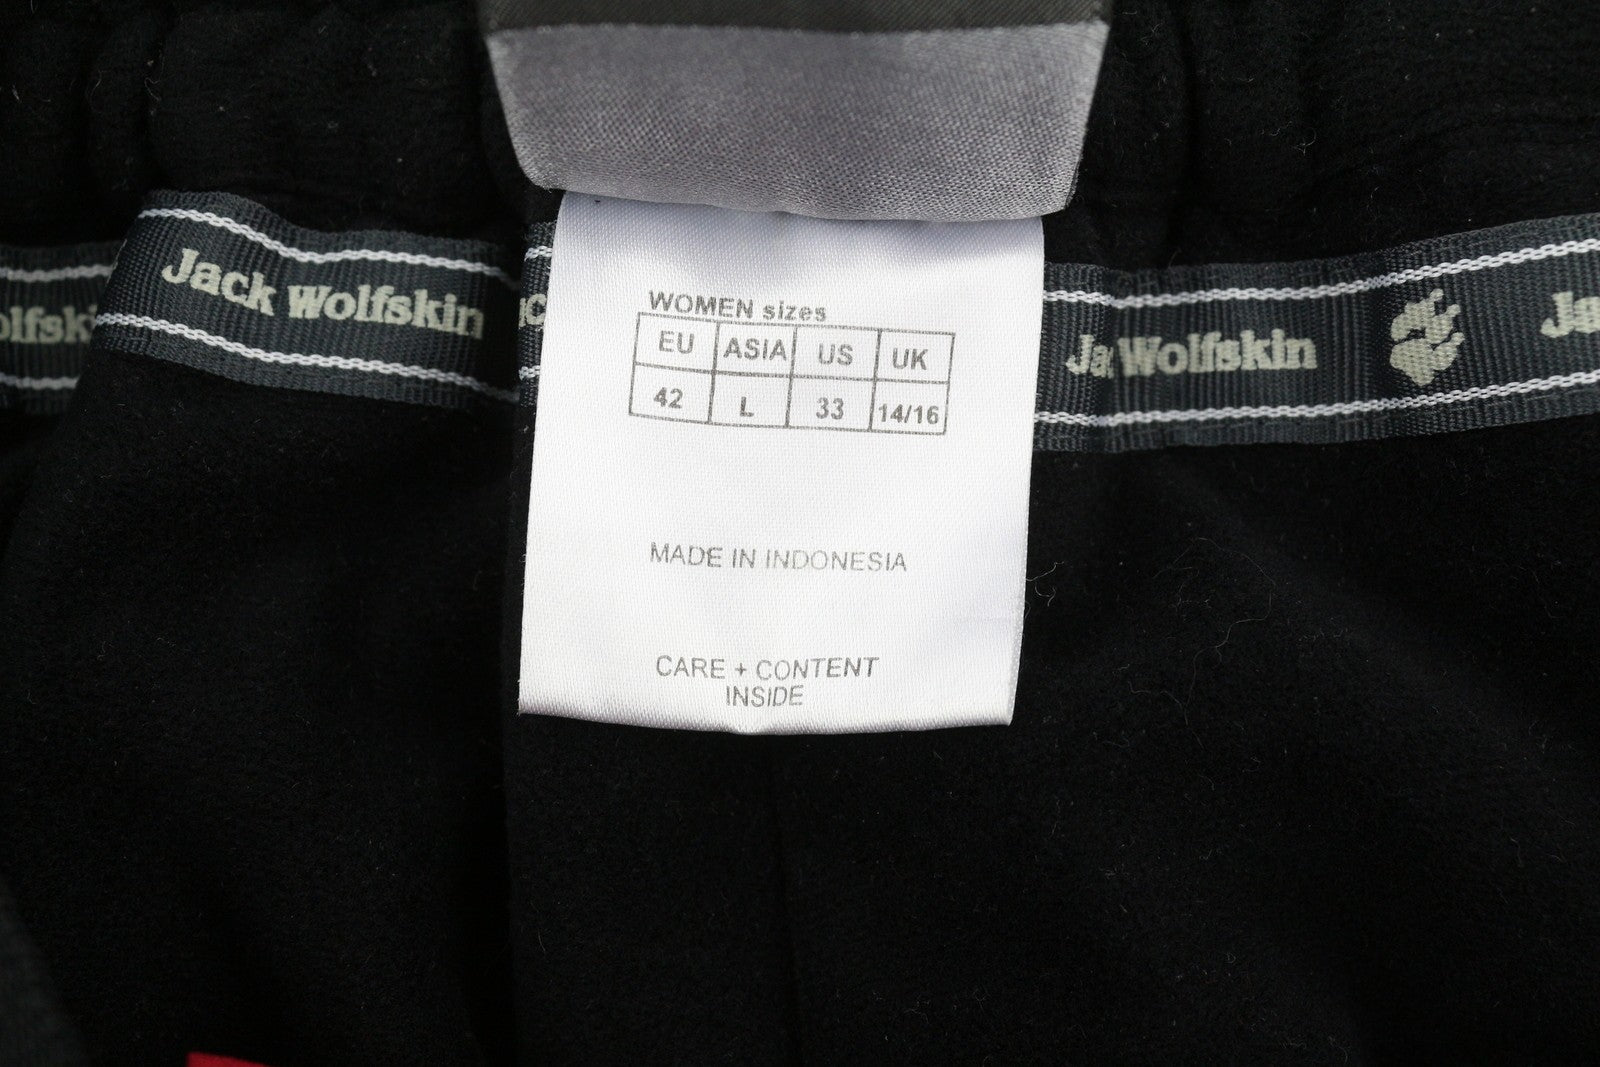 Jack Wolfskin
Wolfskin
WOMEN sizes
EU ASIA US UK
42 L 33 14/16
MADE IN INDONESIA
CARE + CONTENT
INSIDE